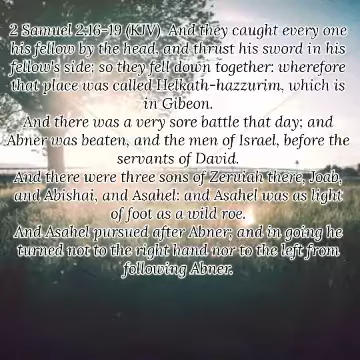 2 Samuel 2:16-19 (KJV) And they caught every one
his fellow by the head, and thrust his sword in his
fellow's side; so they fell down together: wherefore
that place was called Helkath-hazzurim, which is
in Gibeon.
And there was a very sore battle that day; and
Abner was beaten, and the men of Israel, before the
servants of David.
And there were three sons of Zeruiah there, Joab,
and Abishai, and Asahel: and Asahel was as light
of foot as a wild roe.
And Asahel pursued after Abner; and in going he
turned not to the right hand nor to the left from
following Abner.